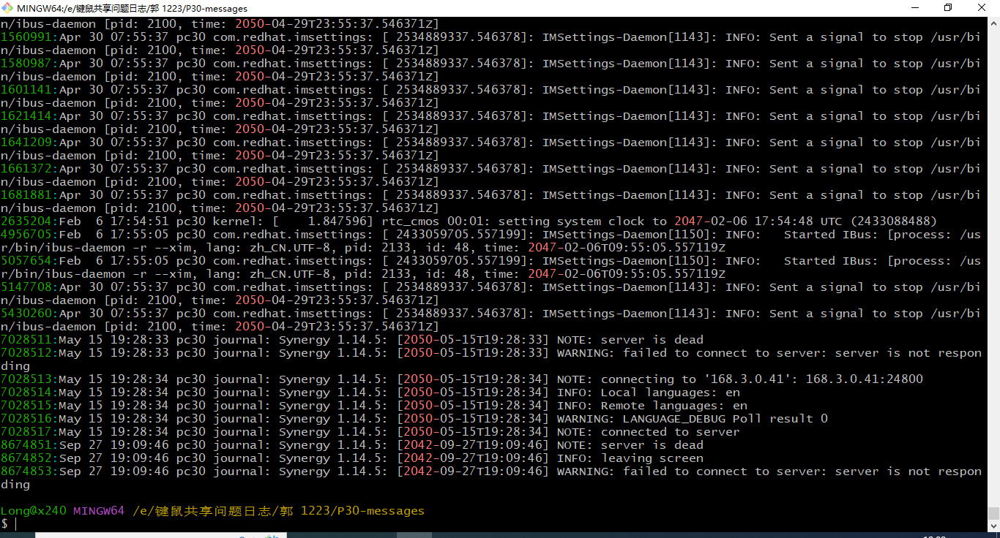 MINGW64:/e/键鼠共享问题日志/郭 1223/P30-messages
n/ibus-daemon [pid: 2100, time: 2050-04-29T23:55:37.546371Z]
1560991:Apr 30 07:55:37 pc30 com.redhat.imsettings: [ 2534889337.546378]: IMSettings-Daemon[1143]: INFO: Sent a signal to stop /usr/bi
n/ibus-daemon [pid: 2100, time: 2050-04-29T23:55:37.546371Z]
1580987:Apr 30 07:55:37 pc30 com.redhat.imsettings: [ 2534889337.546378]: IMSettings-Daemon[1143]: INFO: Sent a signal to stop /usr/bi
n/ibus-daemon [pid: 2100, time: 2050-04-29T23:55:37.546371Z]
1601141:Apr 30 07:55:37 pc30 com.redhat.imsettings: [ 2534889337.546378]: IMSettings-Daemon[1143]: INFO: Sent a signal to stop /usr/bi
n/ibus-daemon [pid: 2100, time: 2050-04-29T23:55:37.546371Z]
1621414:Apr 30 07:55:37 pc30 com.redhat.imsettings: [ 2534889337.546378]: IMSettings-Daemon[1143]: INFO: Sent a signal to stop /usr/bi
n/ibus-daemon [pid: 2100, time: 2050-04-29T23:55:37.546371Z]
1641209:Apr 30 07:55:37 pc30 com.redhat.imsettings: [ 2534889337.546378]: IMSettings-Daemon[1143]: INFO: Sent a signal to stop /usr/bi
n/ibus-daemon [pid: 2100, time: 2050-04-29T23:55:37.546371Z]
1661372:Apr 30 07:55:37 pc30 com.redhat.imsettings: [ 2534889337.546378]: IMSettings-Daemon[1143]: INFO: Sent a signal to stop /usr/bi
n/ibus-daemon [pid: 2100, time: 2050-04-29T23:55:37.546371Z]
1681881:Apr 30 07:55:37 pc30 com.redhat.imsettings: [ 2534889337.546378]: IMSettings-Daemon[1143]: INFO: Sent a signal to stop /usr/bi
n/ibus-daemon [pid: 2100, time: 2050-04-29T23:55:37.546371Z]
2635204:Feb  6 17:54:51 pc30 kernel: [    1.847596] rtc_cmos 00:01: setting system clock to 2047-02-06 17:54:48 UTC (2433088488)
4956705:Feb  6 17:55:05 pc30 com.redhat.imsettings: [ 2433059705.557199]: IMSettings-Daemon[1150]: INFO:   Started IBus: [process: /us
r/bin/ibus-daemon -r --xim, lang: zh_CN.UTF-8, pid: 2133, id: 48, time: 2047-02-06T09:55:05.557119Z
5057654:Feb  6 17:55:05 pc30 com.redhat.imsettings: [ 2433059705.557199]: IMSettings-Daemon[1150]: INFO:   Started IBus: [process: /us
r/bin/ibus-daemon -r --xim, lang: zh_CN.UTF-8, pid: 2133, id: 48, time: 2047-02-06T09:55:05.557119Z
5147708:Apr 30 07:55:37 pc30 com.redhat.imsettings: [ 2534889337.546378]: IMSettings-Daemon[1143]: INFO: Sent a signal to stop /usr/bi
n/ibus-daemon [pid: 2100, time: 2050-04-29T23:55:37.546371Z]
5430260:Apr 30 07:55:37 pc30 com.redhat.imsettings: [ 2534889337.546378]: IMSettings-Daemon[1143]: INFO: Sent a signal to stop /usr/bi
n/ibus-daemon [pid: 2100, time: 2050-04-29T23:55:37.546371Z]
7028511:May 15 19:28:33 pc30 journal: Synergy 1.14.5: [2050-05-15T19:28:33] NOTE: server is dead
7028512:May 15 19:28:33 pc30 journal: Synergy 1.14.5: [2050-05-15T19:28:33] WARNING: failed to connect to server: server is not respon
ding
7028513:May 15 19:28:34 pc30 journal: Synergy 1.14.5: [2050-05-15T19:28:34] NOTE: connecting to '168.3.0.41': 168.3.0.41:24800
7028514:May 15 19:28:34 pc30 journal: Synergy 1.14.5: [2050-05-15T19:28:34] INFO: Local languages: en
7028515:May 15 19:28:34 pc30 journal: Synergy 1.14.5: [2050-05-15T19:28:34] INFO: Remote languages: en
7028516:May 15 19:28:34 pc30 journal: Synergy 1.14.5: [2050-05-15T19:28:34] WARNING: LANGUAGE_DEBUG Poll result 0
7028517:May 15 19:28:34 pc30 journal: Synergy 1.14.5: [2050-05-15T19:28:34] NOTE: connected to server
8674851:Sep 27 19:09:46 pc30 journal: Synergy 1.14.5: [2042-09-27T19:09:46] NOTE: server is dead
8674852:Sep 27 19:09:46 pc30 journal: Synergy 1.14.5: [2042-09-27T19:09:46] INFO: leaving screen
8674853:Sep 27 19:09:46 pc30 journal: Synergy 1.14.5: [2042-09-27T19:09:46] WARNING: failed to connect to server: server is not respon
ding
Long@x240 MINGW64 /e/键鼠共享问题日志/郭 1223/P30-messages
$